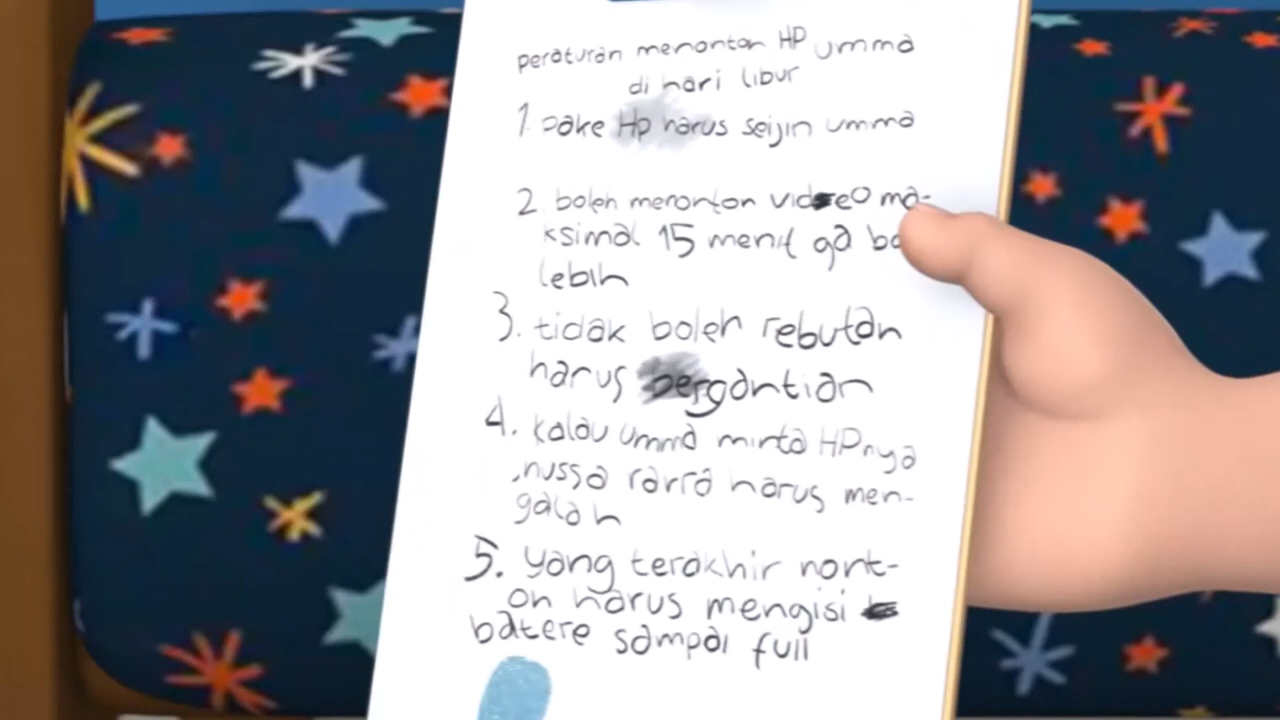 peraturan menonton HP umma
di hari libur
1. pake Hp harus seijin umma
2. boleh menonton video ma-
ksimal 15 menit ga bo
lebih
3. tidak boleh rebutan
harus bergantian
4. kalau umma minta HPnya
,nussa rarra harus men-
galah
5. yang terakhir nont-
on harus mengisi
batere sampai full